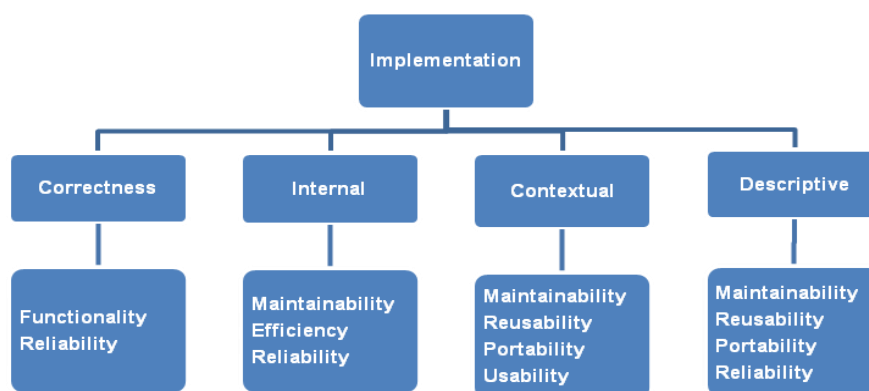 Implementation
Correctness
Internal
Contextual
Descriptive
Functionality
Reliability
Maintainability
Efficiency
Reliability
Maintainability
Reusability
Portability
Usability
Maintainability
Reusability
Portability
Reliability